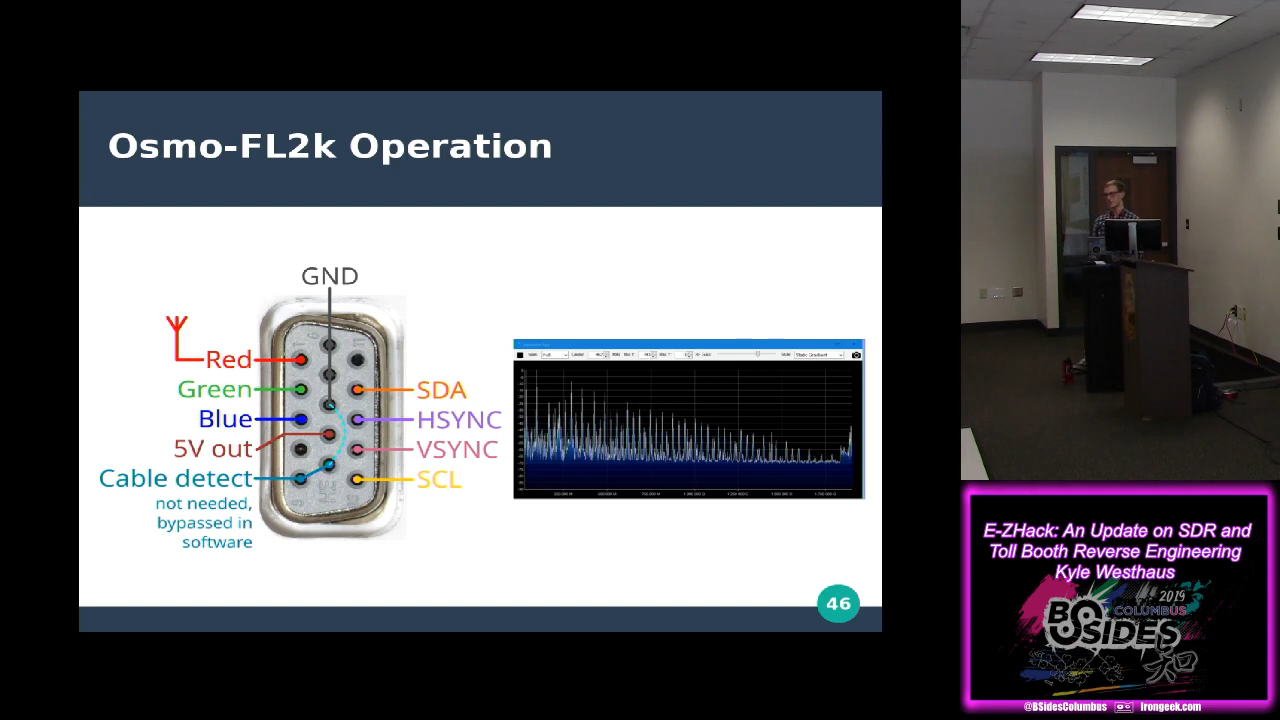 Osmo-FL2k Operation
GND
Red
Green
Blue
5V out
Cable detect
not needed,
bypassed in
software
SDA
HSYNC
VSYNC
SCL
46
E-ZHack: An Update on SDR and
Toll Booth Reverse Engineering
Kyle Westhaus
2019
COLUMBUS
BSIDES
@BSidesColumbus
Irongeek.com